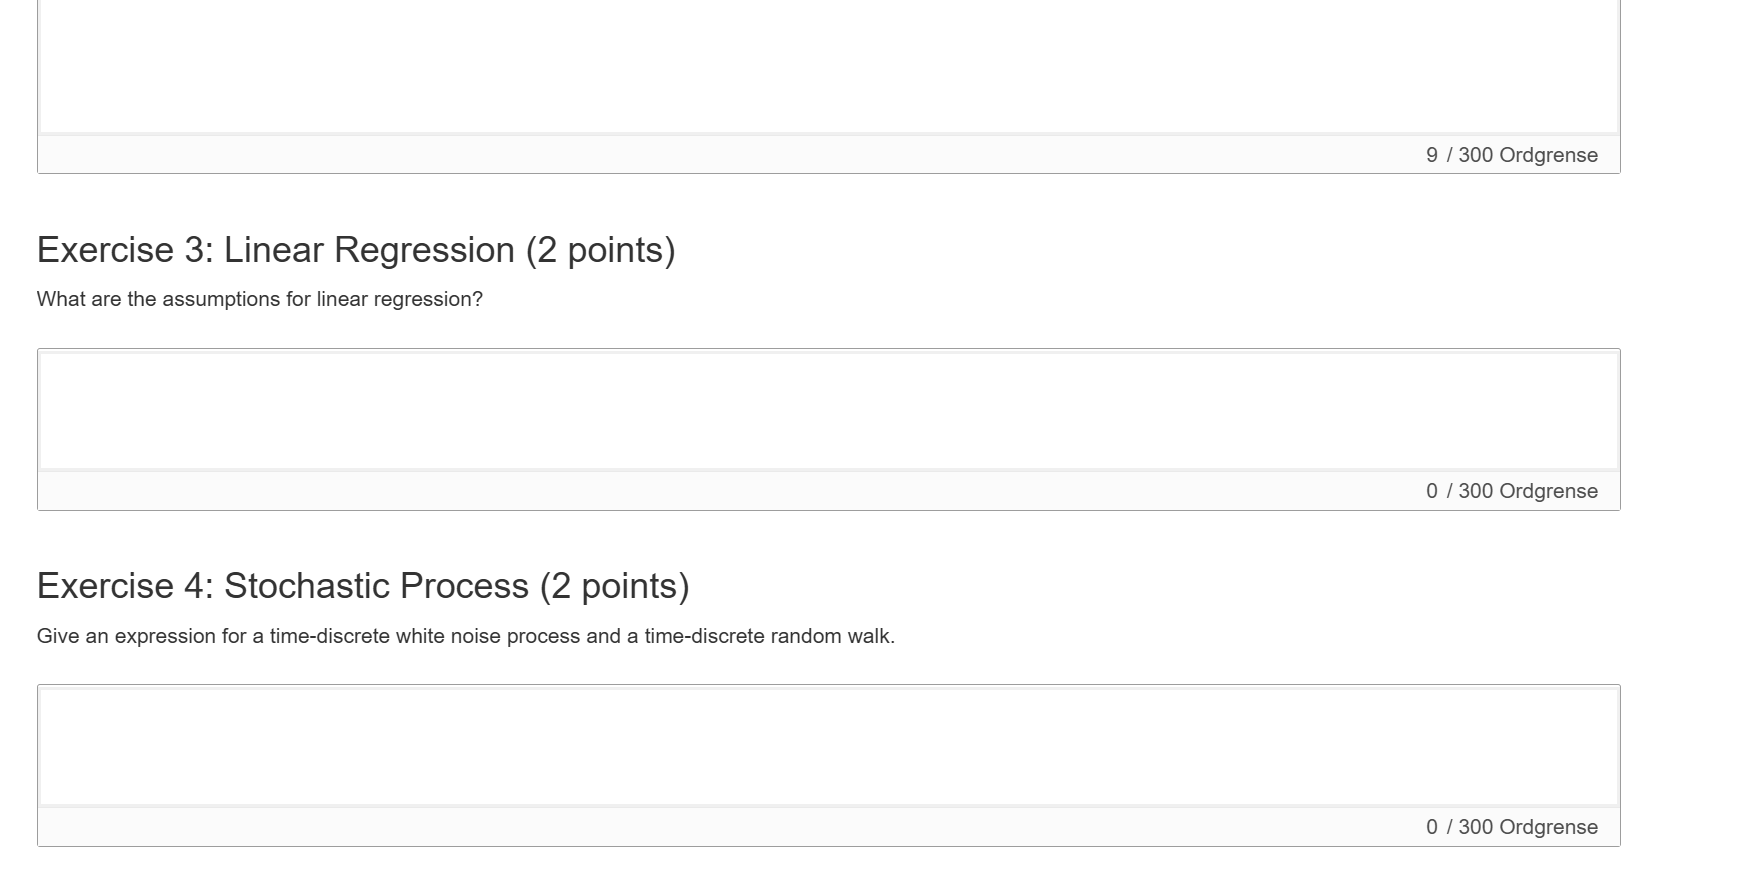 9 / 300 Ordgrense
Exercise 3: Linear Regression (2 points)
What are the assumptions for linear regression?
0 / 300 Ordgrense
Exercise 4: Stochastic Process (2 points)
Give an expression for a time-discrete white noise process and a time-discrete random walk.
0 / 300 Ordgrense